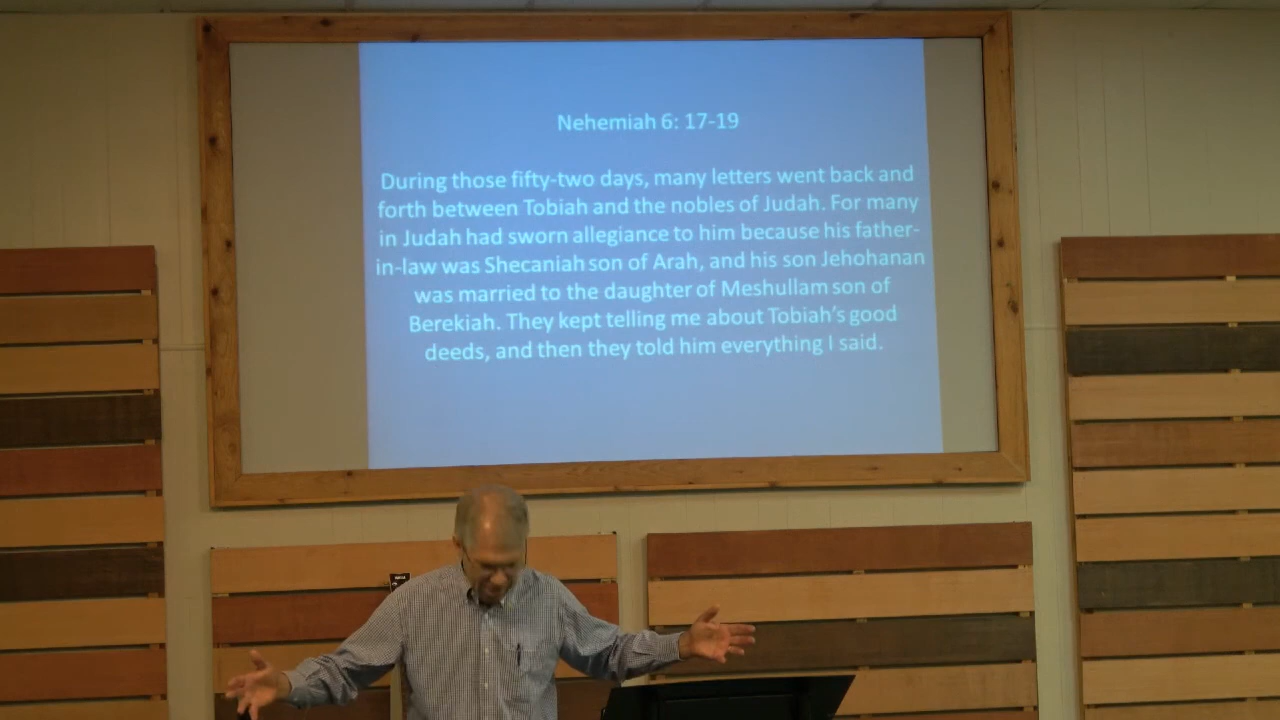 Nehemiah 6: 17-19
During those fifty-two days, many letters went back and
forth between Tobiah and the nobles of Judah. For many
in Judah had sworn allegiance to him because his father-
in-law was Shecaniah son of Arah, and his son Jehohanan
was married to the daughter of Meshullam son of
Berekiah. They kept telling me about Tobiah's good
deeds, and then they told him everything I said.